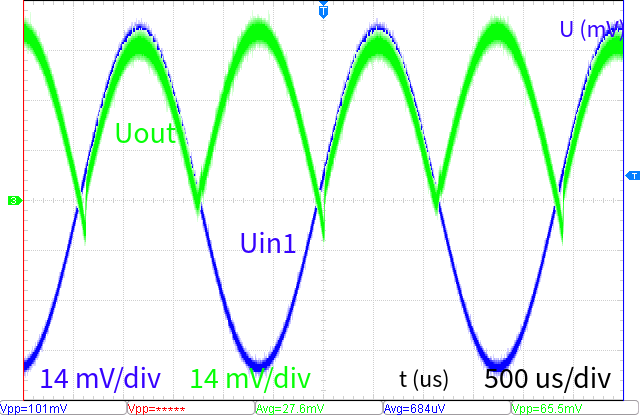 T
U (mV)
Uout
T
3
Uin1
14 mV/div 14 mV/div t (us) 500 us/div
Vpp=101mV Vpp=***** Avg=27.6mV Avg=684uV Vpp=65.5mV